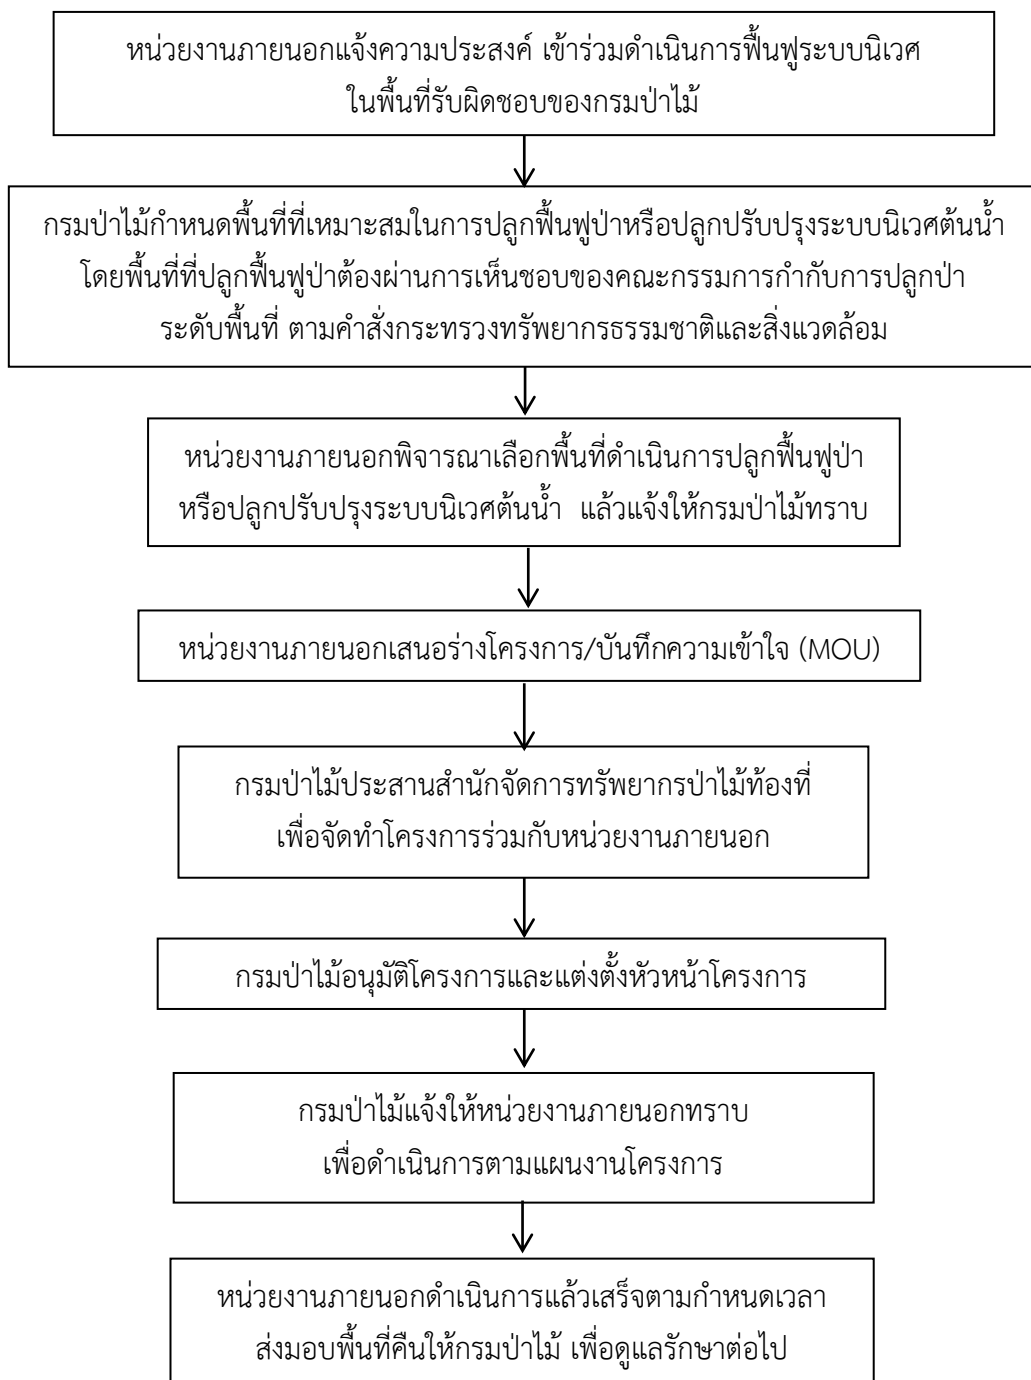 หน่วยงานภายนอกแจ้งความประสงค์ เข้าร่วมดำเนินการฟื้นฟูระบบนิเวศ
ในพื้นที่รับผิดชอบของกรมป่าไม้
กรมป่าไม้กำหนดพื้นที่ที่เหมาะสมในการปลูกฟื้นฟูป่าหรือปลูกปรับปรุงระบบนิเวศต้นน้ำ
โดยพื้นที่ที่ปลูกฟื้นฟูป่าต้องผ่านการเห็นชอบของคณะกรรมการกำกับการปลูกป่า
ระดับพื้นที่ ตามคำสั่งกระทรวงทรัพยากรธรรมชาติและสิ่งแวดล้อม
หน่วยงานภายนอกพิจารณาเลือกพื้นที่ดำเนินการปลูกฟื้นฟูป่า
หรือปลูกปรับปรุงระบบนิเวศต้นน้ำ แล้วแจ้งให้กรมป่าไม้ทราบ
หน่วยงานภายนอกเสนอร่างโครงการ/บันทึกความเข้าใจ (MOU)
กรมป่าไม้ประสานสำนักจัดการทรัพยากรป่าไม้ท้องที่
เพื่อจัดทำโครงการร่วมกับหน่วยงานภายนอก
กรมป่าไม้อนุมัติโครงการและแต่งตั้งหัวหน้าโครงการ
กรมป่าไม้แจ้งให้หน่วยงานภายนอกทราบ
เพื่อดำเนินการตามแผนงานโครงการ
หน่วยงานภายนอกดำเนินการแล้วเสร็จตามกำหนดเวลา
ส่งมอบพื้นที่คืนให้กรมป่าไม้ เพื่อดูแลรักษาต่อไป